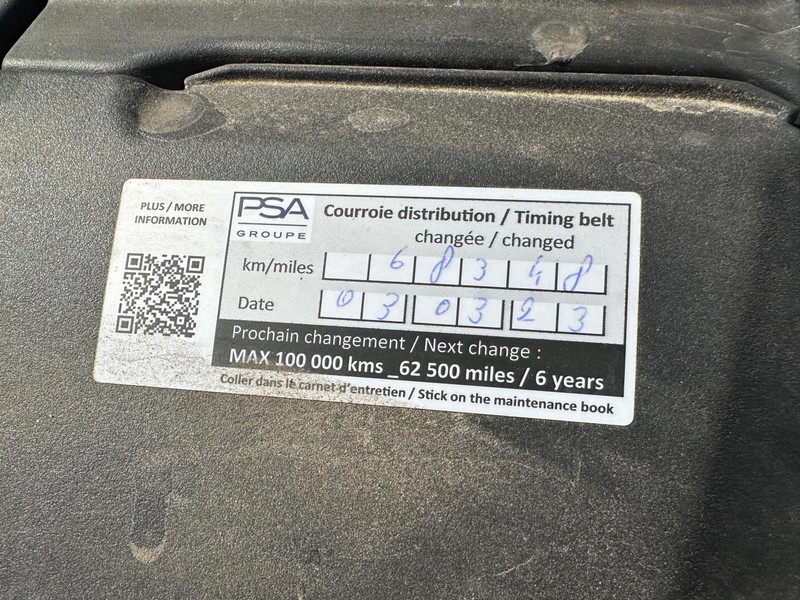 PLUS / MORE
INFORMATION
PSA
GROUPE
Courroie distribution / Timing belt
changée / changed
km/miles 6 8 3 4 8
Date 0 3 0 3 2 3
Prochain changement / Next change :
MAX 100 000 kms _62 500 miles / 6 years
Coller dans le carnet d'entretien / Stick on the maintenance book